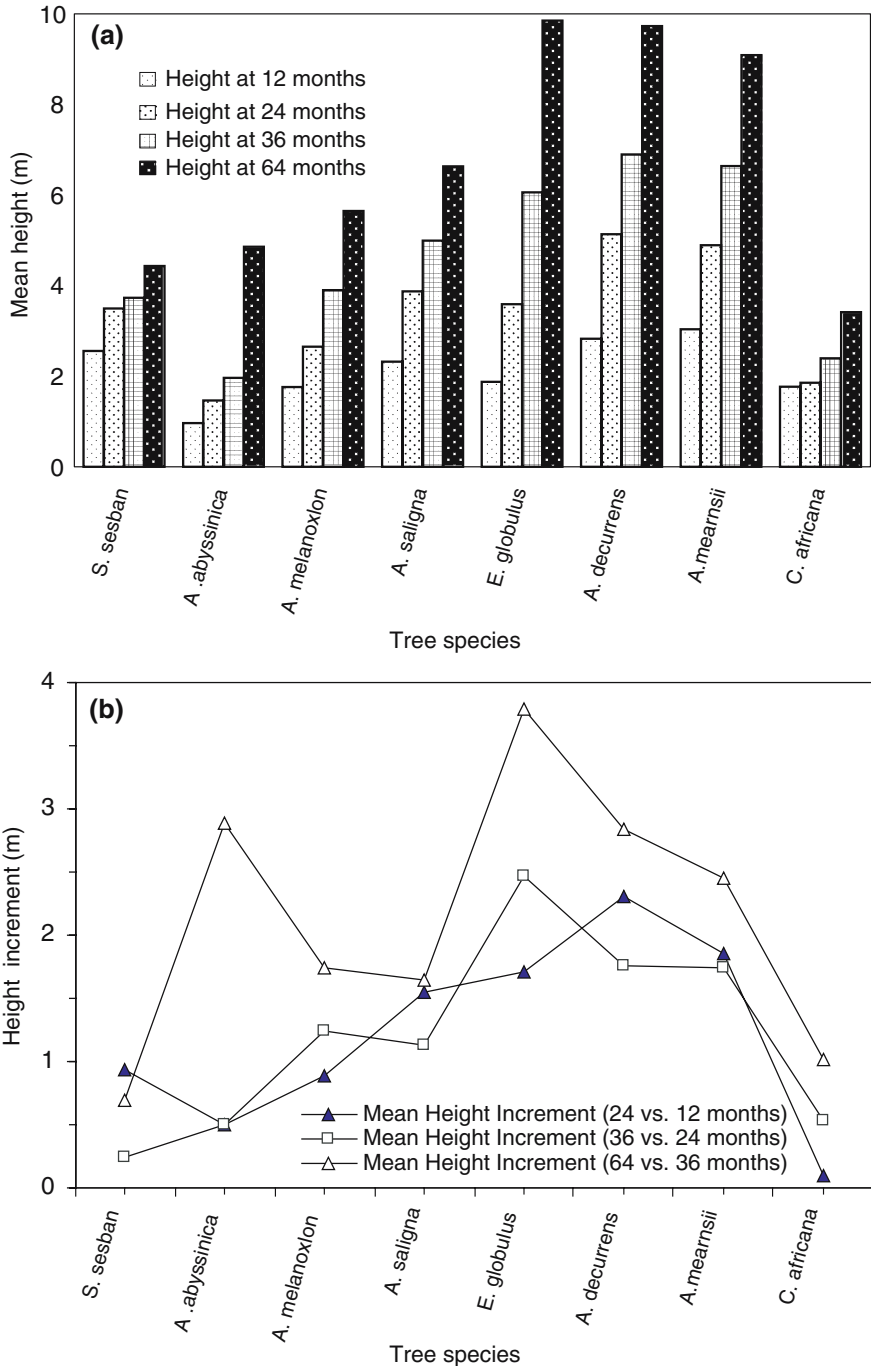 (a)
Height at 12 months
Height at 24 months
Height at 36 months
Height at 64 months
Mean height (m)
10
8
6
4
2
0
S. sesban
A .abyssinica
A. melanoxlon
A. saligna
E. globulus
A. decurrens
A.mearnsii
C. africana
Tree species
(b)
Height increment (m)
4
3
2
1
0
Mean Height Increment (24 vs. 12 months)
Mean Height Increment (36 vs. 24 months)
Mean Height Increment (64 vs. 36 months)
S. sesban
A .abyssinica
A. melanoxlon
A. saligna
E. globulus
A. decurrens
A.mearnsii
C. africana
Tree species